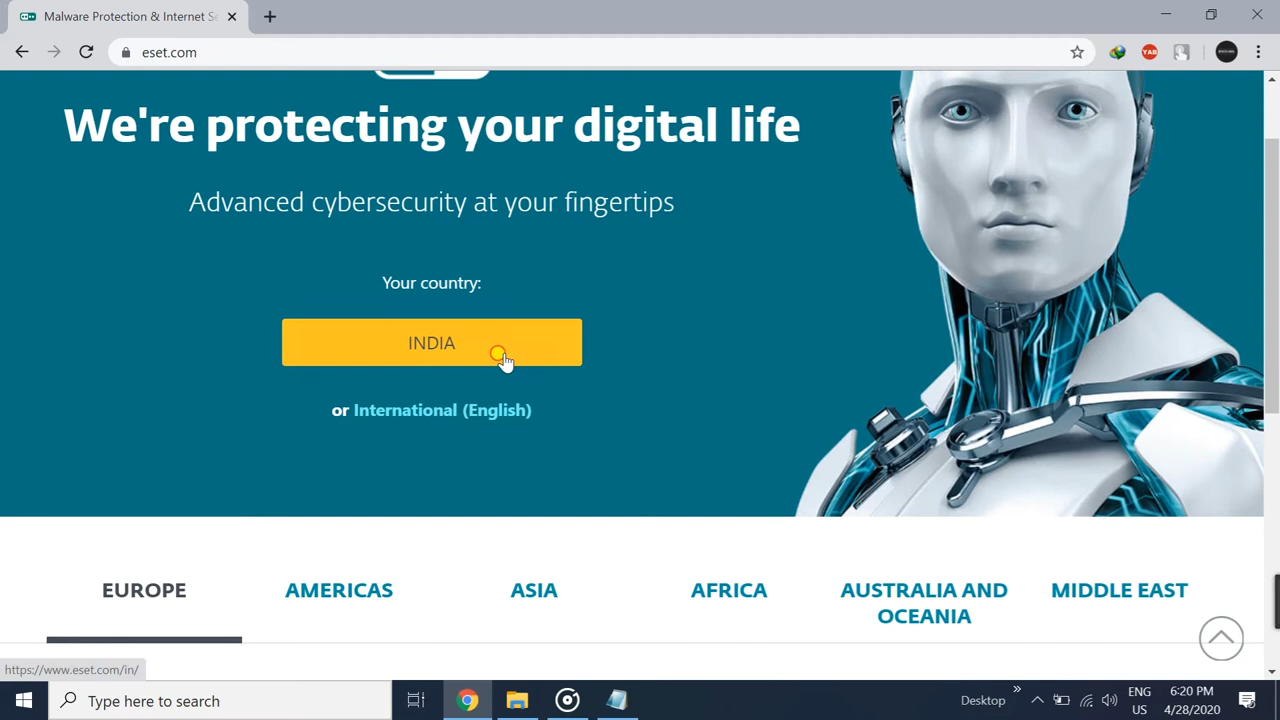 Malware Protection & Internet Se
eset.com
YAB
We're protecting your digital life
Advanced cybersecurity at your fingertips
Your country:
INDIA
or International (English)
EUROPE
AMERICAS
ASIA
AFRICA
AUSTRALIA AND
OCEANIA
MIDDLE EAST
https://www.eset.com/in/
Type here to search
Desktop
ENG
US
6:20 PM
4/28/2020